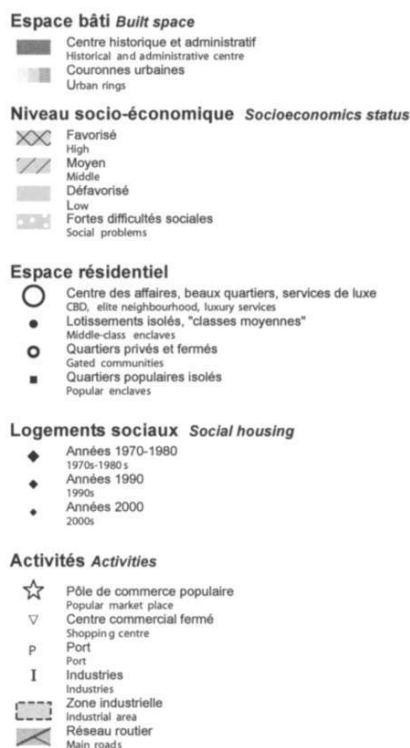 Espace bâti Built space
Centre historique et administratif
Historical and administrative centre
Couronnes urbaines
Urban rings
Niveau socio-économique Socioeconomics status
Favorisé
High
Moyen
Middle
Défavorisé
Low
Fortes difficultés sociales
Social problems
Espace résidentiel
Centre des affaires, beaux quartiers, services de luxe
CBD, elite neighbourhood, luxury services
Lotissements isolés, "classes moyennes"
Middle-class enclaves
Quartiers privés et fermés
Gated communities
Quartiers populaires isolés
Popular enclaves
Logements sociaux Social housing
Années 1970-1980
1970s-1980s
Années 1990
1990s
Années 2000
2000s
Activités Activities
Pôle de commerce populaire
Popular market place
Centre commercial fermé
Shopping centre
P Port
Port
I Industries
Industries
Zone industrielle
Industrial area
Réseau routier
Main roads